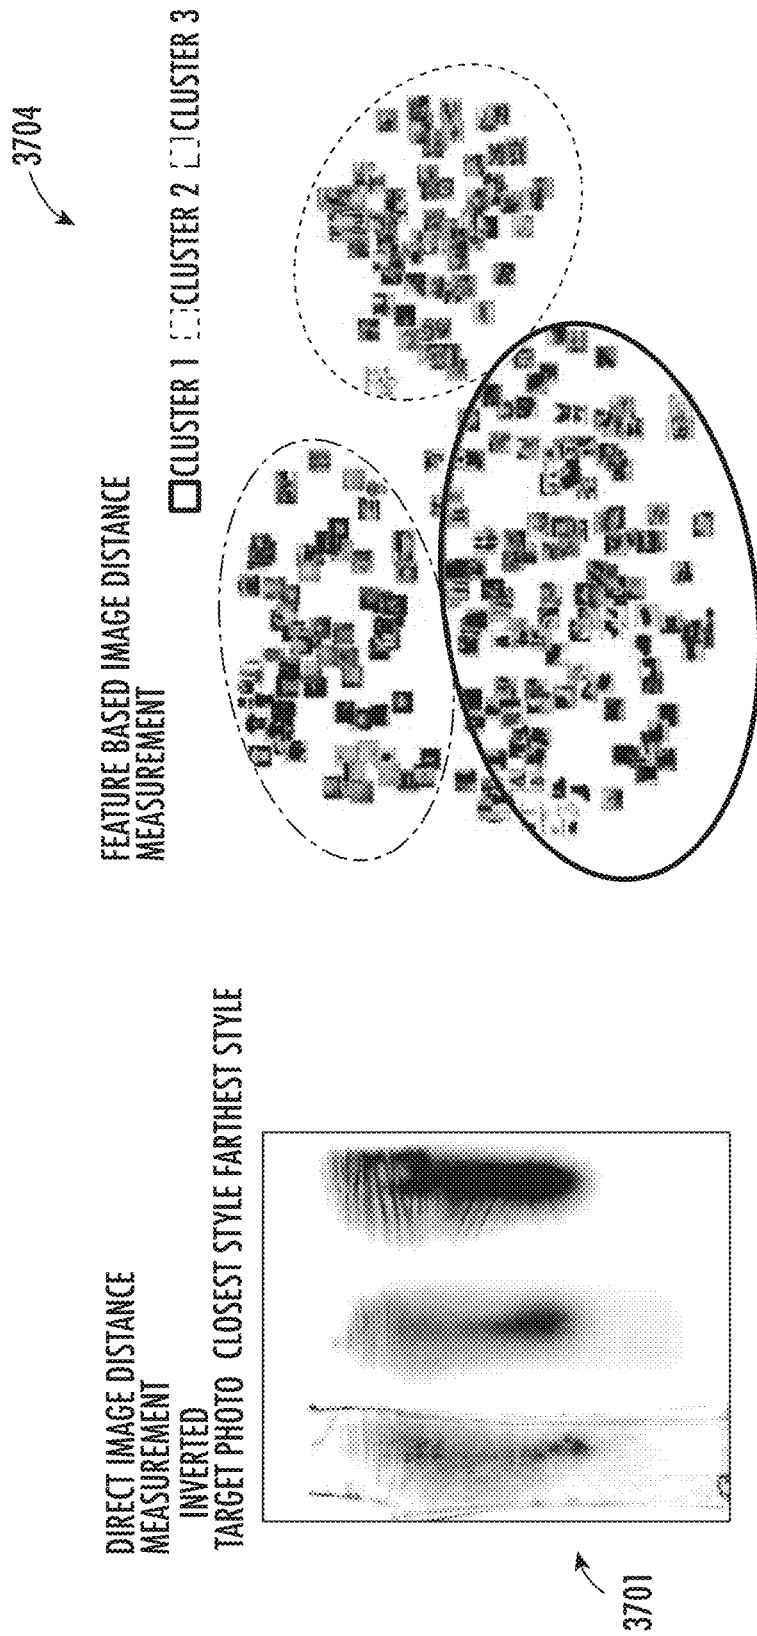 3704
FEATURE BASED IMAGE DISTANCE
MEASUREMENT
CLUSTER 1 CLUSTER 2 CLUSTER 3
DIRECT IMAGE DISTANCE
MEASUREMENT
INVERTED
TARGET PHOTO CLOSEST STYLE FARTHEST STYLE
3701